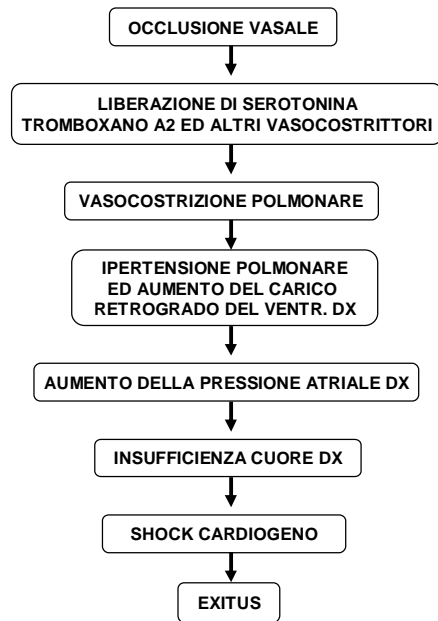 OCCLUSIONE VASALE
LIBERAZIONE DI SEROTONINA
TROMBOXANO A2 ED ALTRI VASOCOSTRITTORI
VASOCOSTRIZIONE POLMONARE
IPERTENSIONE POLMONARE
ED AUMENTO DEL CARICO
RETROGRADO DEL VENTR. DX
AUMENTO DELLA PRESSIONE ATRIALE DX
INSUFFICIENZA CUORE DX
SHOCK CARDIOGENO
EXITUS